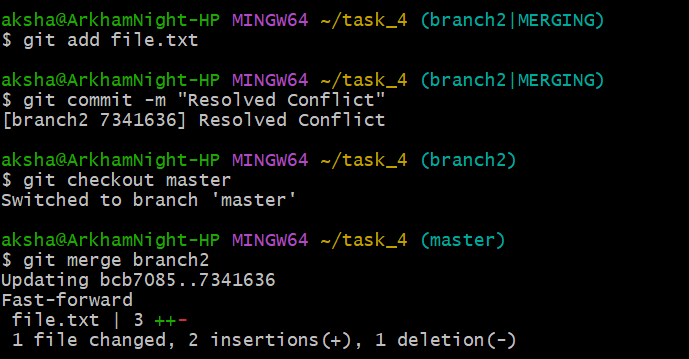 aksha@ArkhamNight-HP MINGW64 ~/task_4 (branch2|MERGING)
$ git add file.txt
aksha@ArkhamNight-HP MINGW64 ~/task_4 (branch2|MERGING)
$ git commit -m "Resolved Conflict"
[branch2 7341636] Resolved Conflict
aksha@ArkhamNight-HP MINGW64 ~/task_4 (branch2)
$ git checkout master
Switched to branch 'master'
aksha@ArkhamNight-HP MINGW64 ~/task_4 (master)
$ git merge branch2
Updating bcb7085..7341636
Fast-forward
 file.txt | 3 ++-
 1 file changed, 2 insertions(+), 1 deletion(-)